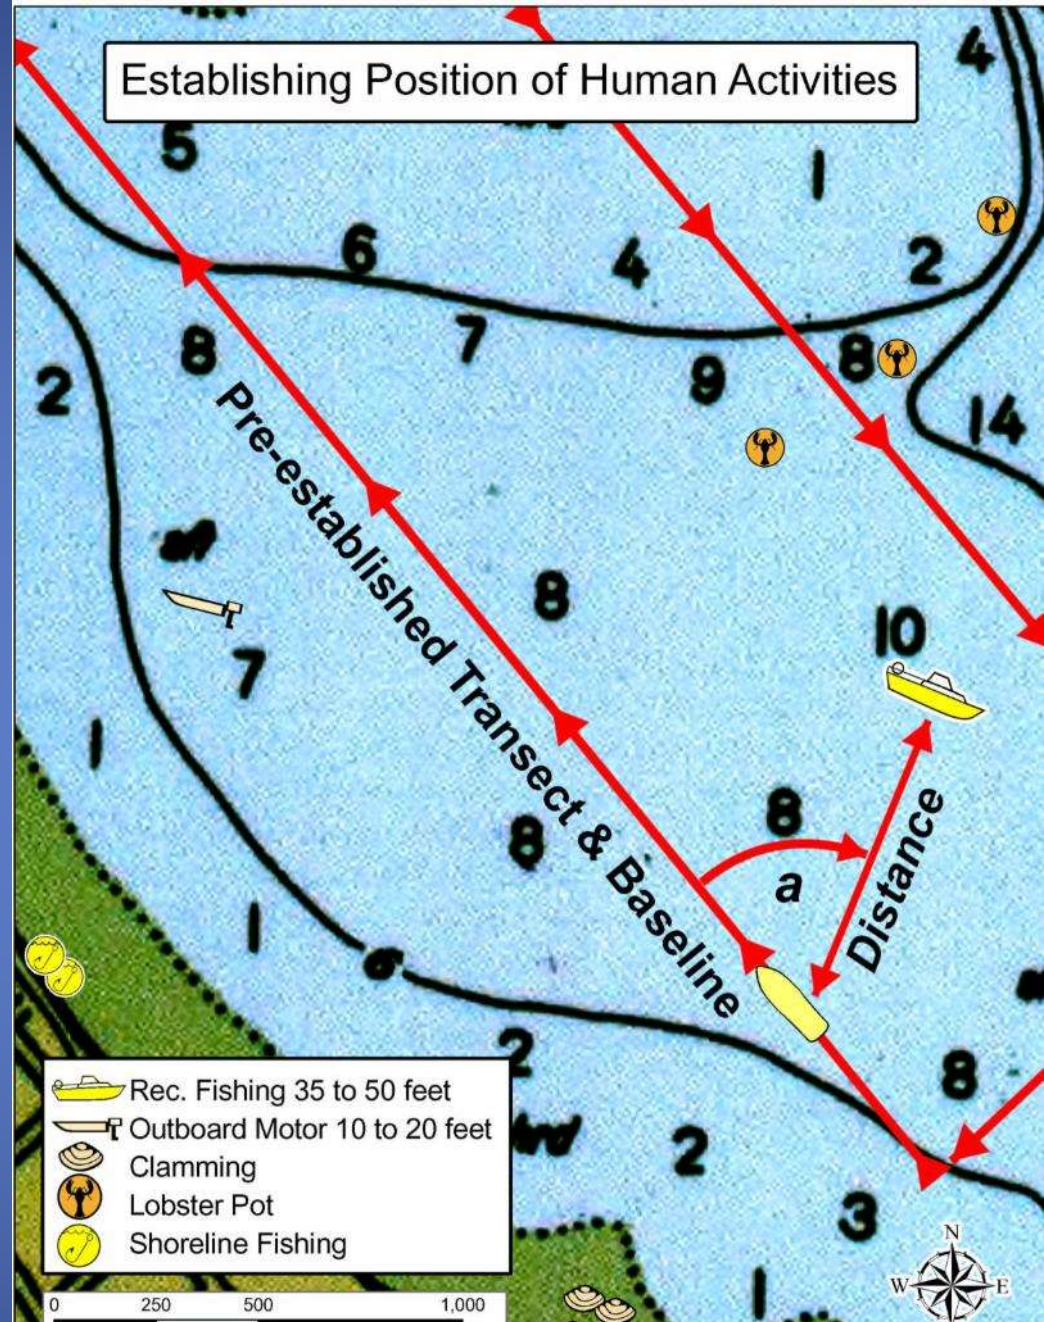 4
Establishing Position of Human Activities
5
1
6
4
2
8
7
8
2
9
14
8
10
7
1
8
8
Pre-established Transect & Baseline
a
Distance
1
6
2
8
2
3
1
Rec. Fishing 35 to 50 feet
Outboard Motor 10 to 20 feet
Clamming
Lobster Pot
Shoreline Fishing
N
W
E
0 250 500 1,000